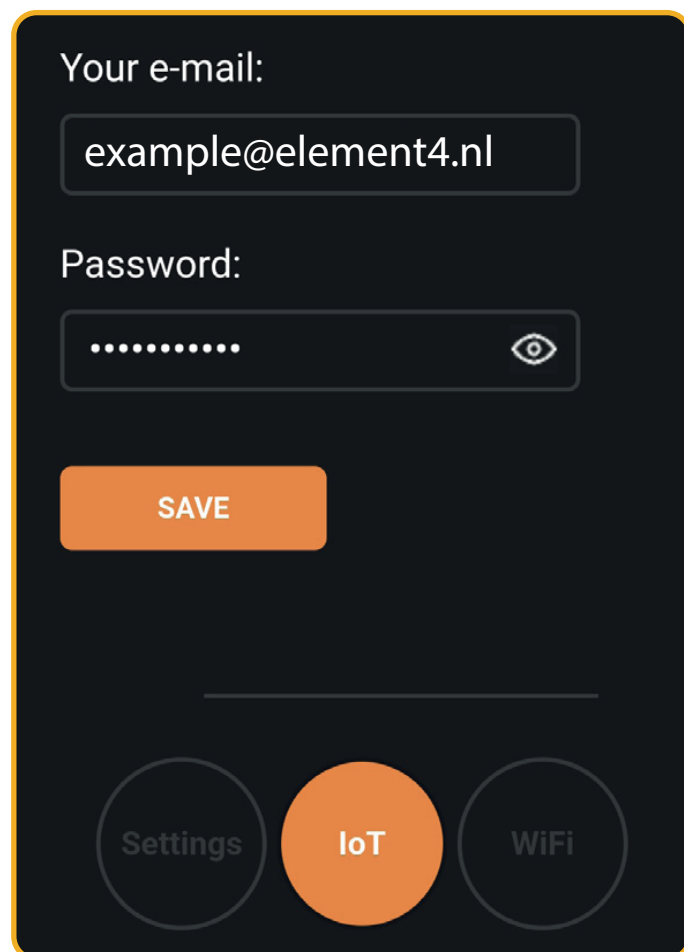 Your e-mail:
example@element4.nl
Password:
•••••••••••
SAVE
Settings IoT WiFi